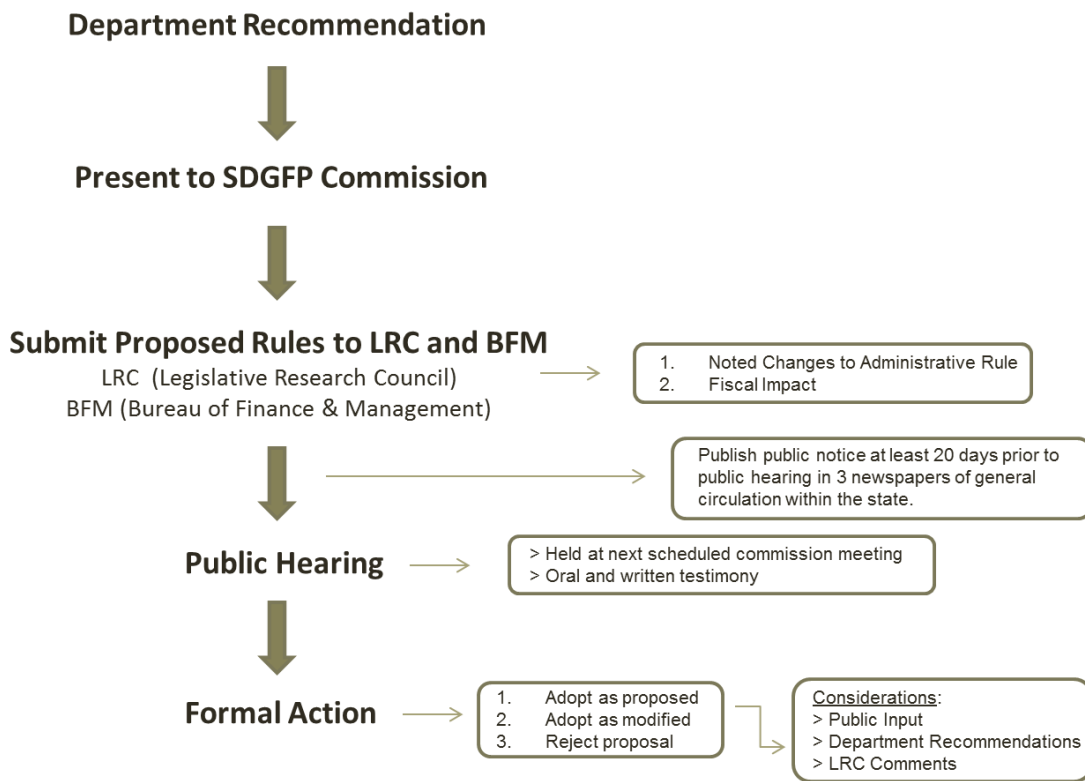 Department Recommendation
Present to SDGFP Commission
Submit Proposed Rules to LRC and BFM
LRC (Legislative Research Council)
BFM (Bureau of Finance & Management)
1. Noted Changes to Administrative Rule
2. Fiscal Impact
Publish public notice at least 20 days prior to
public hearing in 3 newspapers of general
circulation within the state.
Public Hearing
> Held at next scheduled commission meeting
> Oral and written testimony
Formal Action
1. Adopt as proposed
2. Adopt as modified
3. Reject proposal
Considerations:
> Public Input
> Department Recommendations
> LRC Comments